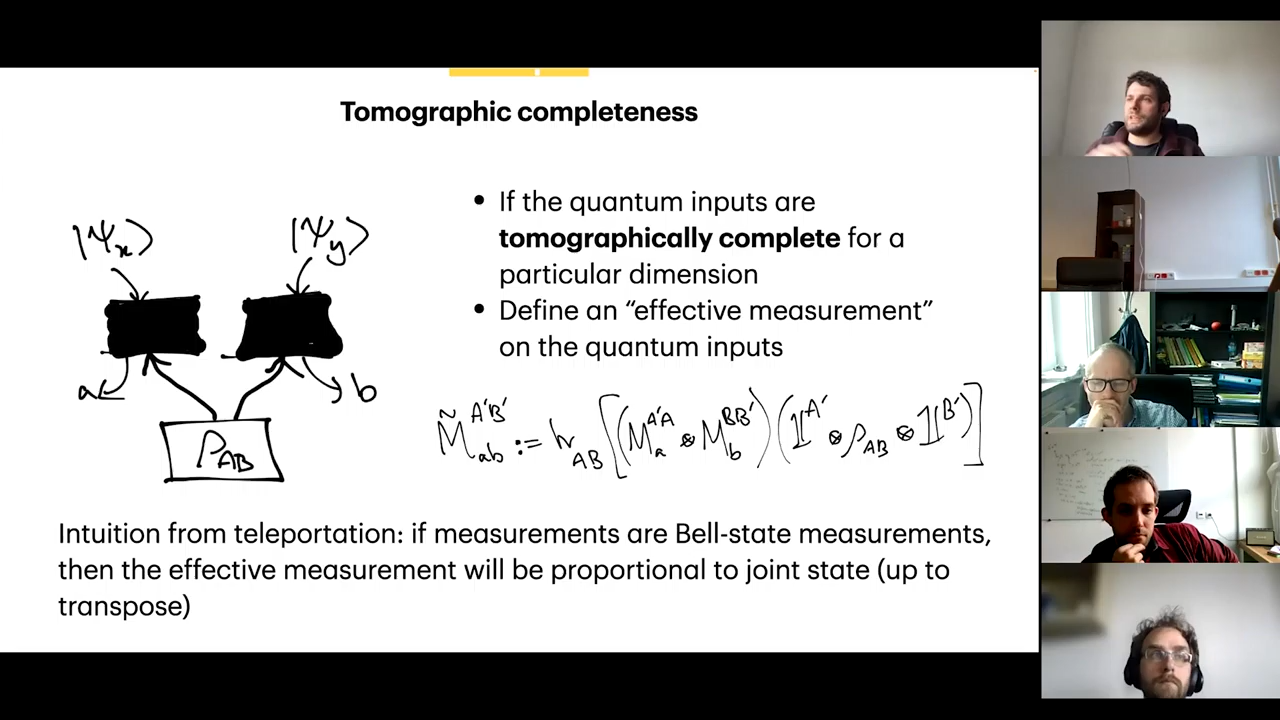 Tomographic completeness
• If the quantum inputs are
tomographically complete for a
particular dimension
• Define an “effective measurement”
on the quantum inputs
|Ψx⟩ |Ψy⟩
a b
ρAB
M̃ab^A'B' := tr_AB [(Ma^A'A ⊗ Mb^BB') (𝟙^A' ⊗ ρAB ⊗ 𝟙^B')]
Intuition from teleportation: if measurements are Bell-state measurements,
then the effective measurement will be proportional to joint state (up to
transpose)